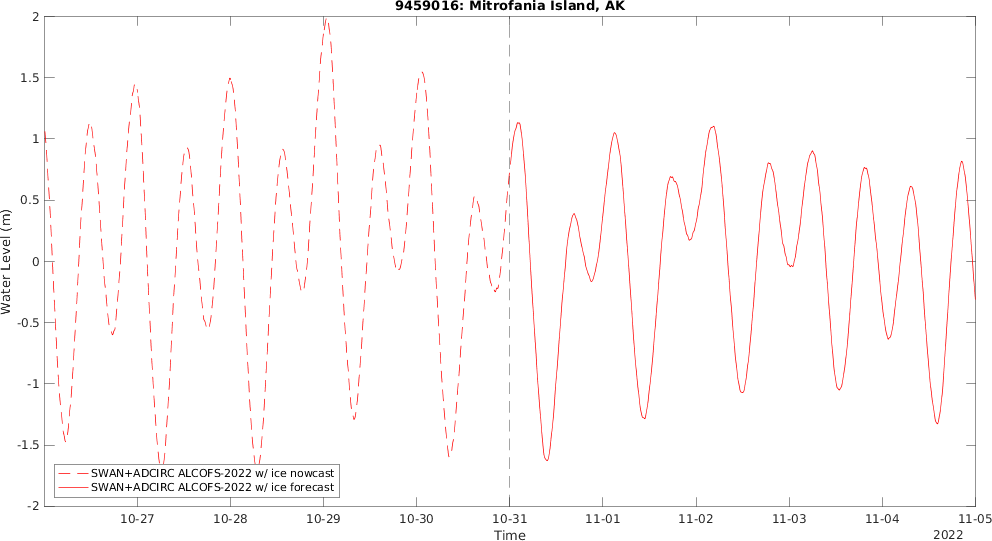 9459016: Mitrofania Island, AK
Water Level (m)
2
1.5
1
0.5
0
-0.5
-1
-1.5
-2
SWAN+ADCIRC ALCOFS-2022 w/ ice nowcast
SWAN+ADCIRC ALCOFS-2022 w/ ice forecast
10-27 10-28 10-29 10-30 10-31 11-01 11-02 11-03 11-04 11-05
Time
2022